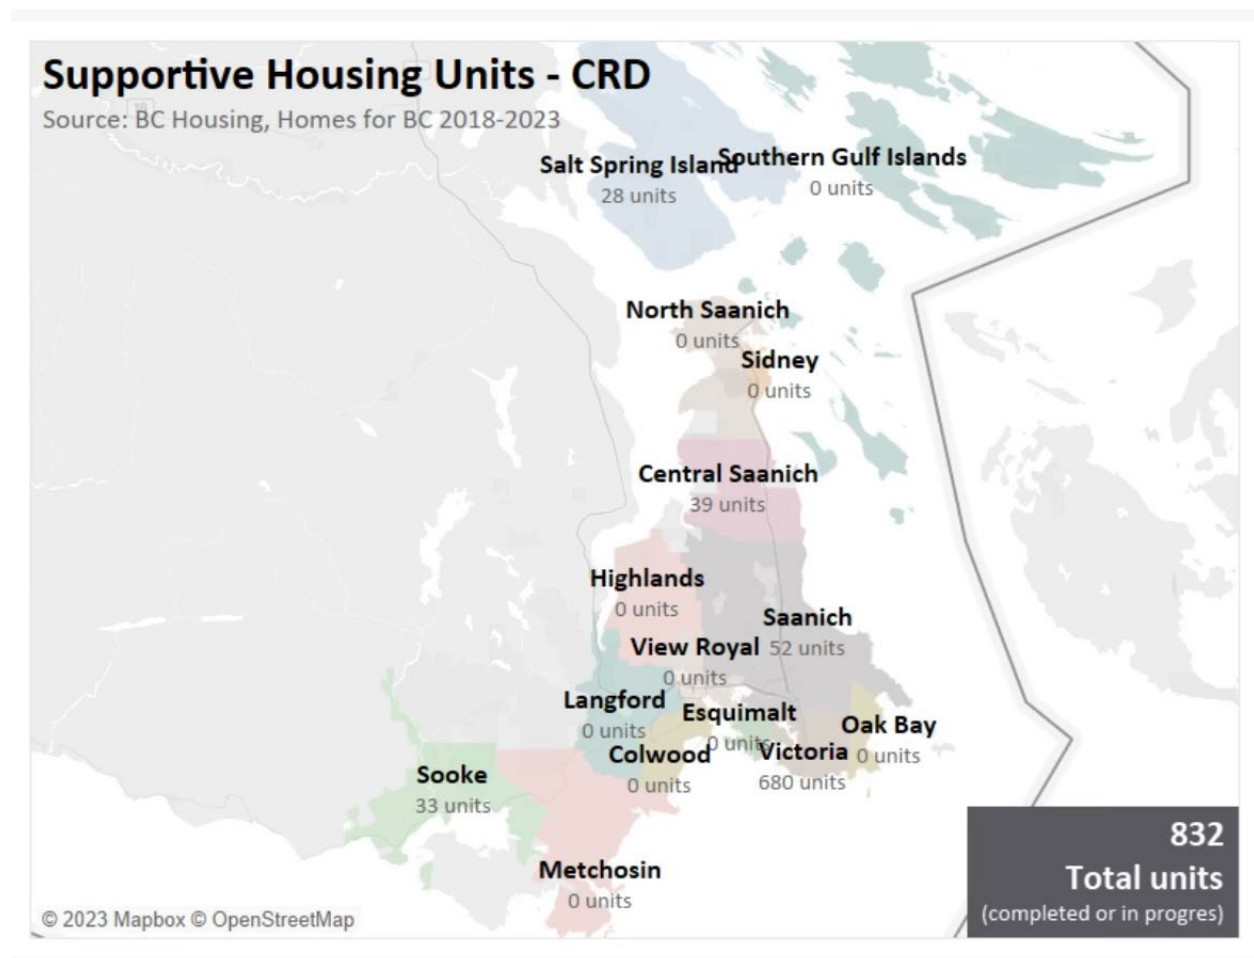 Supportive Housing Units - CRD
Source: BC Housing, Homes for BC 2018-2023
Salt Spring Island
28 units
Southern Gulf Islands
0 units
North Saanich
0 units
Sidney
0 units
Central Saanich
39 units
Highlands
0 units
Saanich
52 units
View Royal
0 units
Langford
0 units
Esquimalt
0 units
Oak Bay
0 units
Colwood
0 units
Victoria
680 units
Sooke
33 units
Metchosin
0 units
832
Total units
(completed or in progres)
© 2023 Mapbox © OpenStreetMap